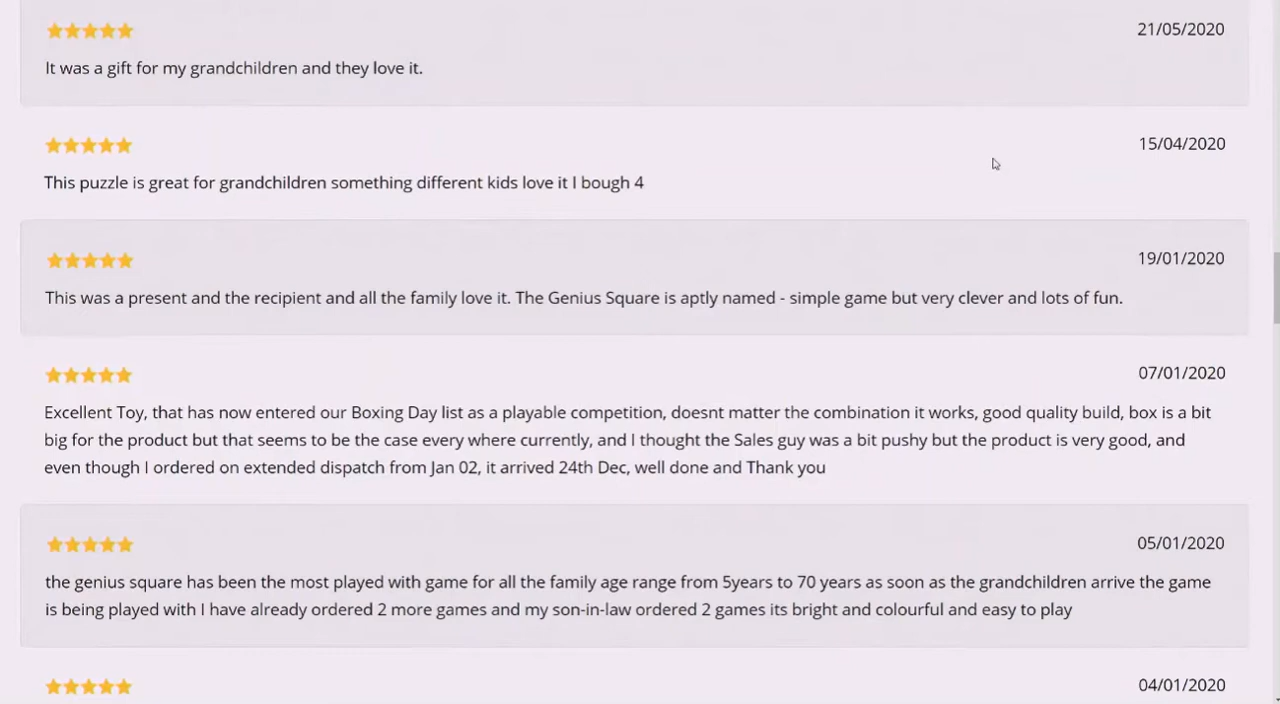 21/05/2020
It was a gift for my grandchildren and they love it.
15/04/2020
This puzzle is great for grandchildren something different kids love it I bough 4
19/01/2020
This was a present and the recipient and all the family love it. The Genius Square is aptly named - simple game but very clever and lots of fun.
07/01/2020
Excellent Toy, that has now entered our Boxing Day list as a playable competition, doesnt matter the combination it works, good quality build, box is a bit
big for the product but that seems to be the case every where currently, and I thought the Sales guy was a bit pushy but the product is very good, and
even though I ordered on extended dispatch from Jan 02, it arrived 24th Dec, well done and Thank you
05/01/2020
the genius square has been the most played with game for all the family age range from 5years to 70 years as soon as the grandchildren arrive the game
is being played with I have already ordered 2 more games and my son-in-law ordered 2 games its bright and colourful and easy to play
04/01/2020